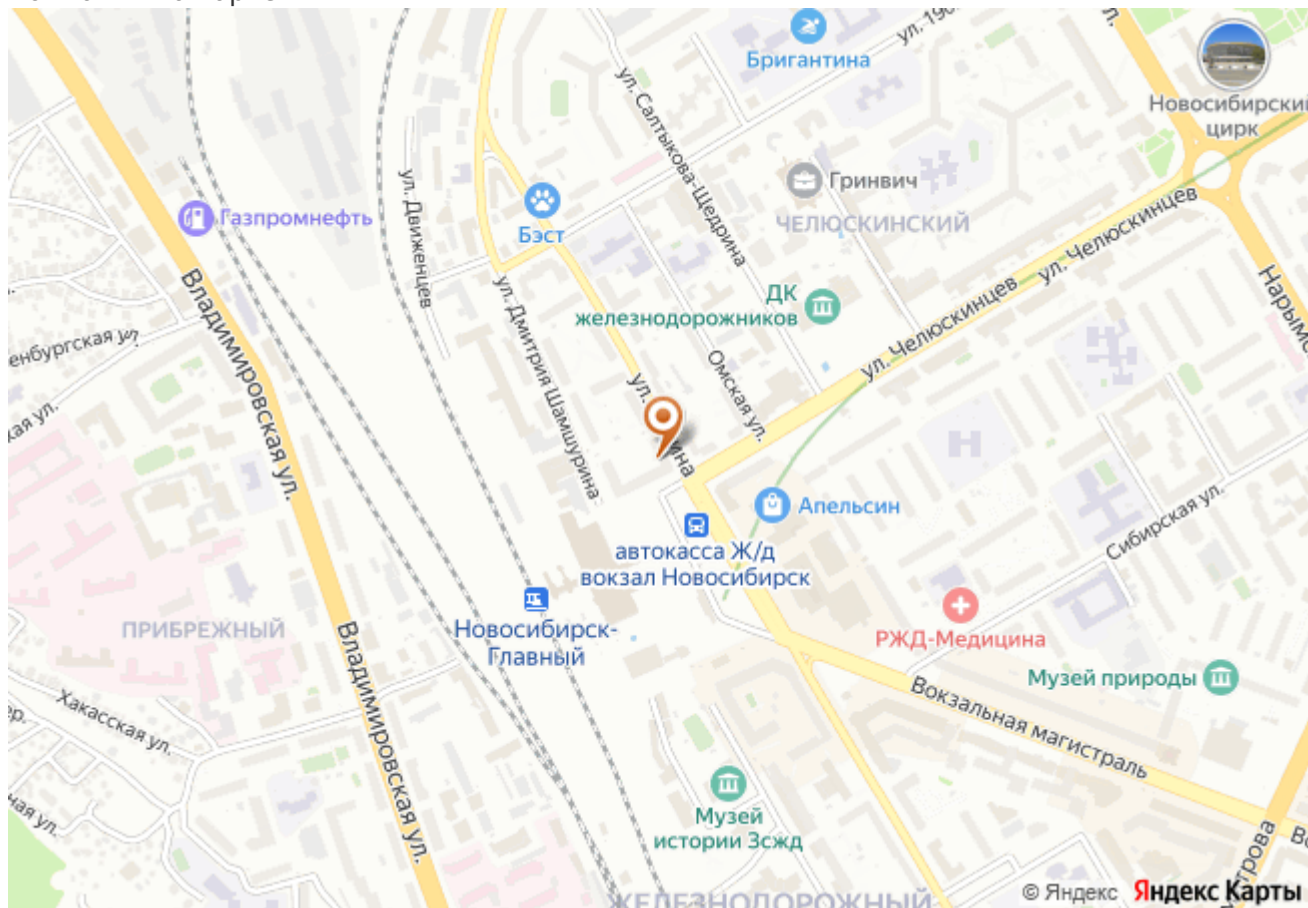 ул.
Бригантина
Новосибирский
цирк
ул. Салтыкова-Щедрина
Гринвич
ЧЕЛЮСКИНСКИЙ
Газпромнефть
ул. Движенцев
Бэст
ул. Челюскинцев
ДК
железнодорожников
ул. Челюскинцев
Владимировская ул.
ул. Дмитрия Шамшурина
Омская ул.
ул.
Апельсин
Сибирская ул.
автокасса Ж/д
вокзал Новосибирск
Новосибирск-
Главный
ПРИБРЕЖНЫЙ
РЖД-Медицина
Музей природы
Вокзальная магистраль
Хакасская ул.
Владимировская ул.
Музей
истории Зсжд
ЖЕЛЕЗНОДОРОЖНЫЙ
© Яндекс Яндекс Карты